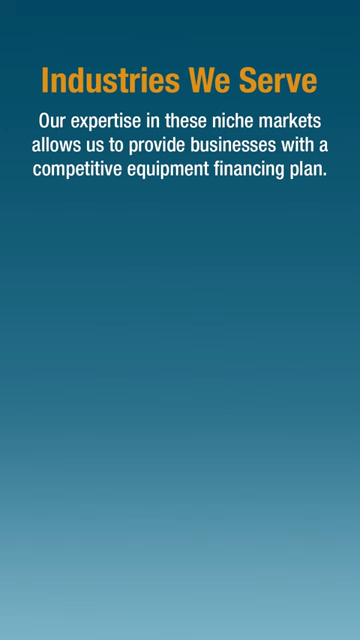 Industries We Serve
Our expertise in these niche markets
allows us to provide businesses with a
competitive equipment financing plan.